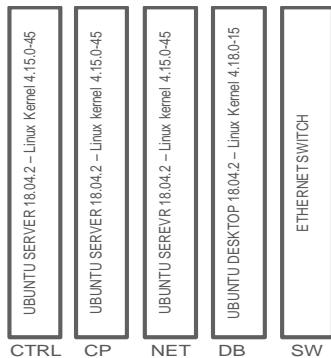 UBUNTU SERVER 18.04.2 – Linux Kernel 4.15.0-45
UBUNTU SERVER 18.04.2 – Linux kernel 4.15.0-45
UBUNTU SEREVR 18.04.2 – Linux kernel 4.15.0-45
UBUNTU DESKTOP 18.04.2 – Linux Kernel 4.18.0-15
ETHERNET SWITCH
CTRL CP NET DB SW